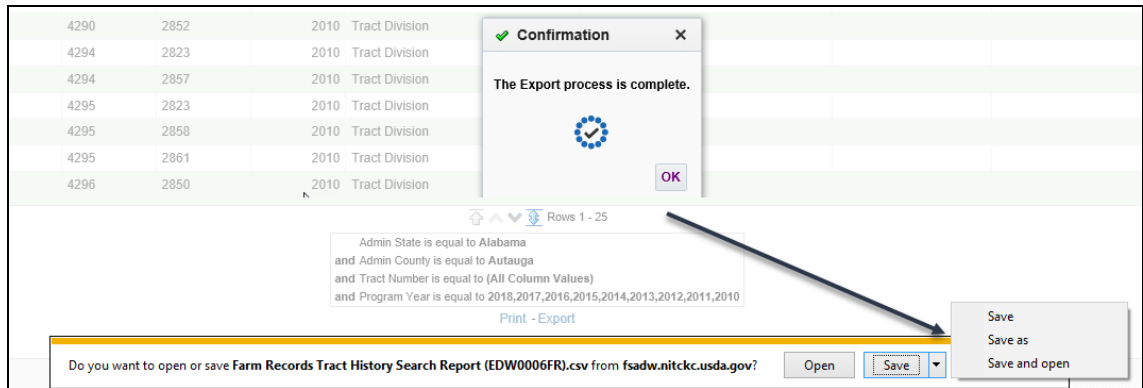 4290 2852 2010 Tract Division
4294 2823 2010 Tract Division
4294 2857 2010 Tract Division
4295 2823 2010 Tract Division
4295 2858 2010 Tract Division
4295 2861 2010 Tract Division
4296 2850 2010 Tract Division
Confirmation
The Export process is complete.
OK
Rows 1 - 25
Admin State is equal to Alabama
and Admin County is equal to Autauga
and Tract Number is equal to (All Column Values)
and Program Year is equal to 2018,2017,2016,2015,2014,2013,2012,2011,2010
Print - Export
Do you want to open or save Farm Records Tract History Search Report (EDW0006FR).csv from fsadw.nitckc.usda.gov? Open Save
Save
Save as
Save and open